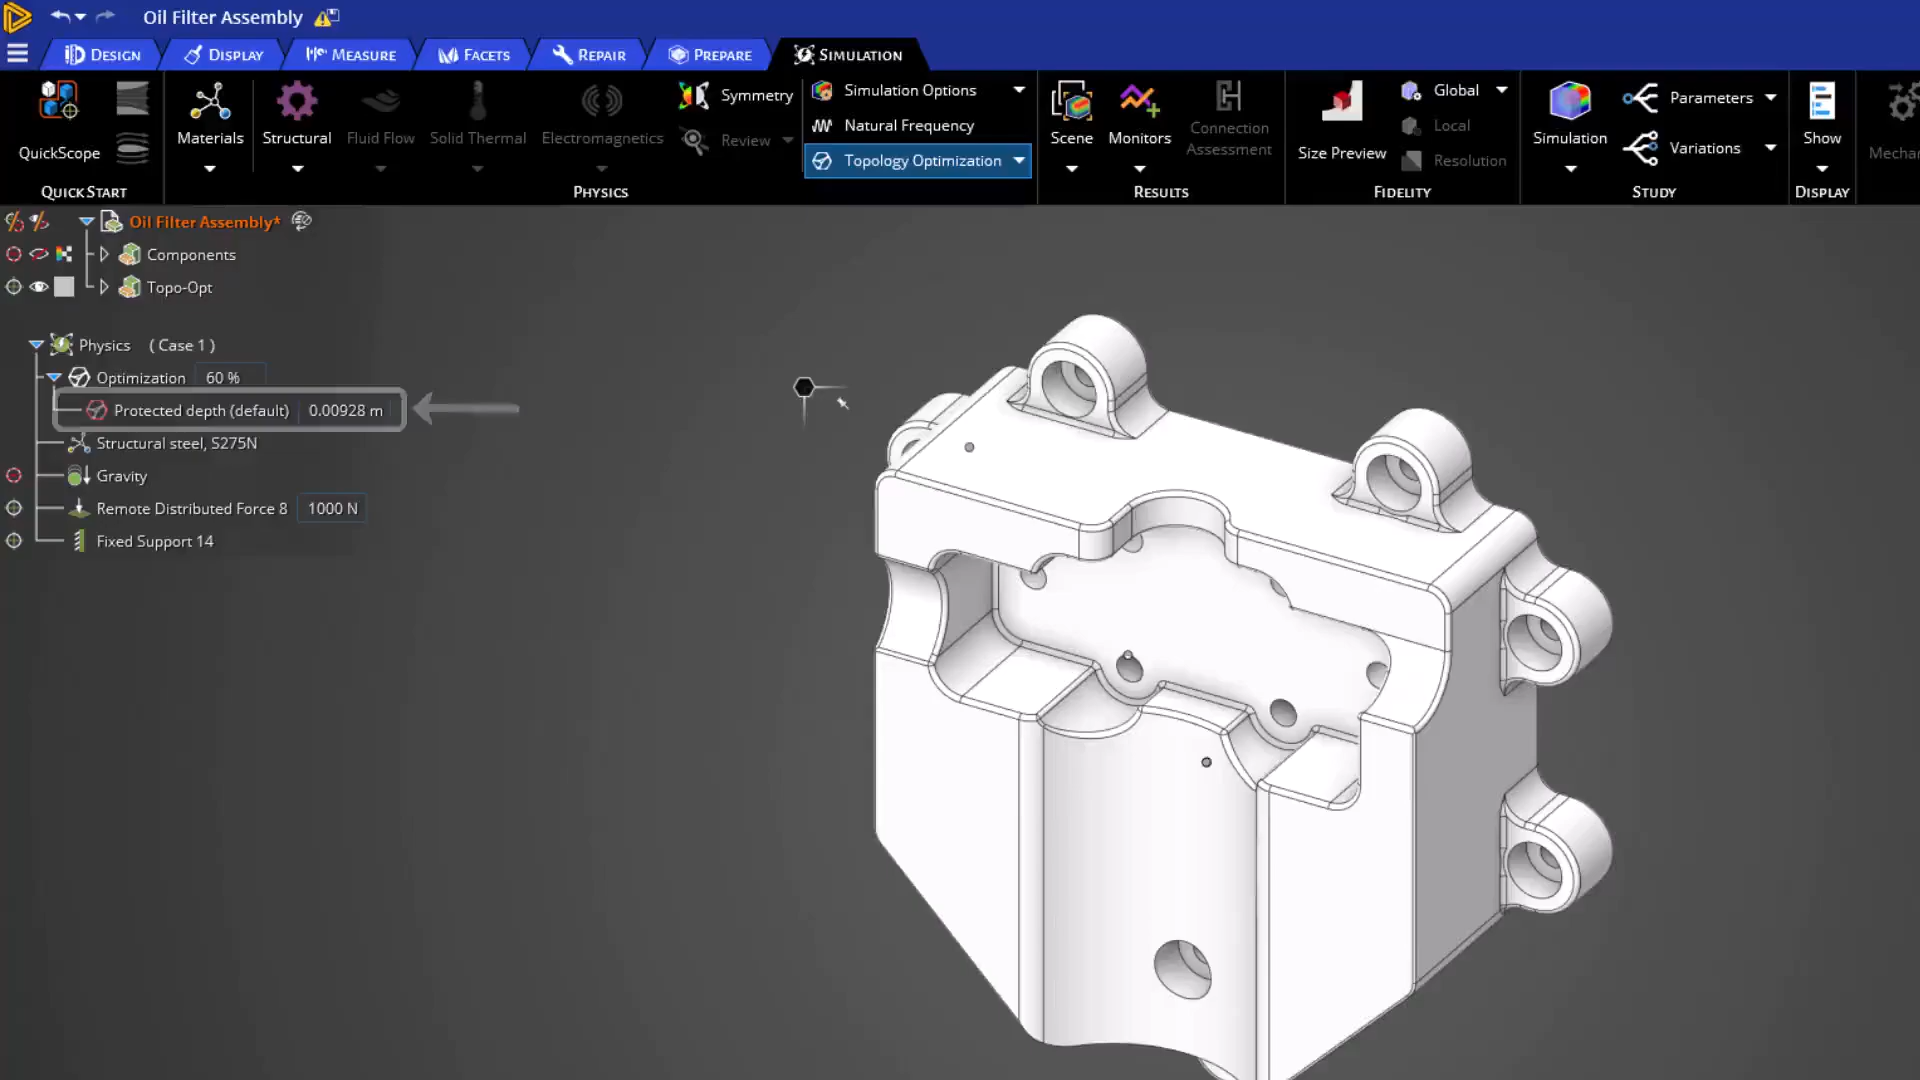 Oil Filter Assembly
DESIGN
DISPLAY
MEASURE
FACETS
REPAIR
PREPARE
SIMULATION
QuickScope
Materials
Structural
Fluid Flow
Solid Thermal
Electromagnetics
Symmetry
Review
Simulation Options
Natural Frequency
Topology Optimization
Scene
Monitors
Connection
Assessment
Size Preview
Global
Local
Resolution
Simulation
Parameters
Variations
Show
Mechan
QUICKSTART
PHYSICS
RESULTS
FIDELITY
STUDY
DISPLAY
Oil Filter Assembly*
Components
Topo-Opt
Physics ( Case 1 )
Optimization 60 %
Protected depth (default) 0.00928 m
Structural steel, S275N
Gravity
Remote Distributed Force 8 1000 N
Fixed Support 14